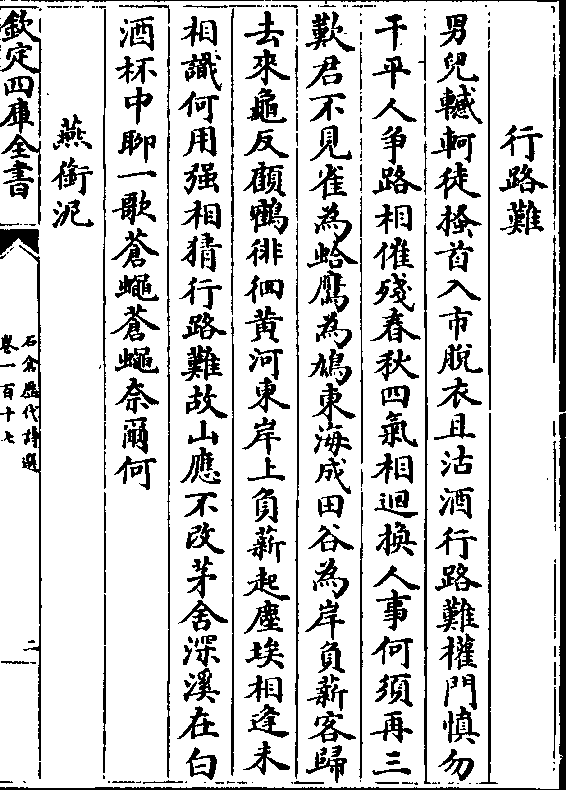 行路難
男兒轗軻徒搔首入市脫衣且沽酒行路難權門慎勿
干平人爭路相催殘春秋四氣相迴換人事何須再三
歎君不見雀為蛤鷹為鳩東海成田谷為岸負薪客歸
去來龜反顧鶴徘徊黄河東岸上負薪起塵埃相逢未
相識何用强相猜行路難故山應不改茅舍深溪在白
酒杯中聊一歌蒼蠅蒼蠅奈爾何
燕銜泥
欽定四庫全書
石倉歷代詩選
卷一百十七
二